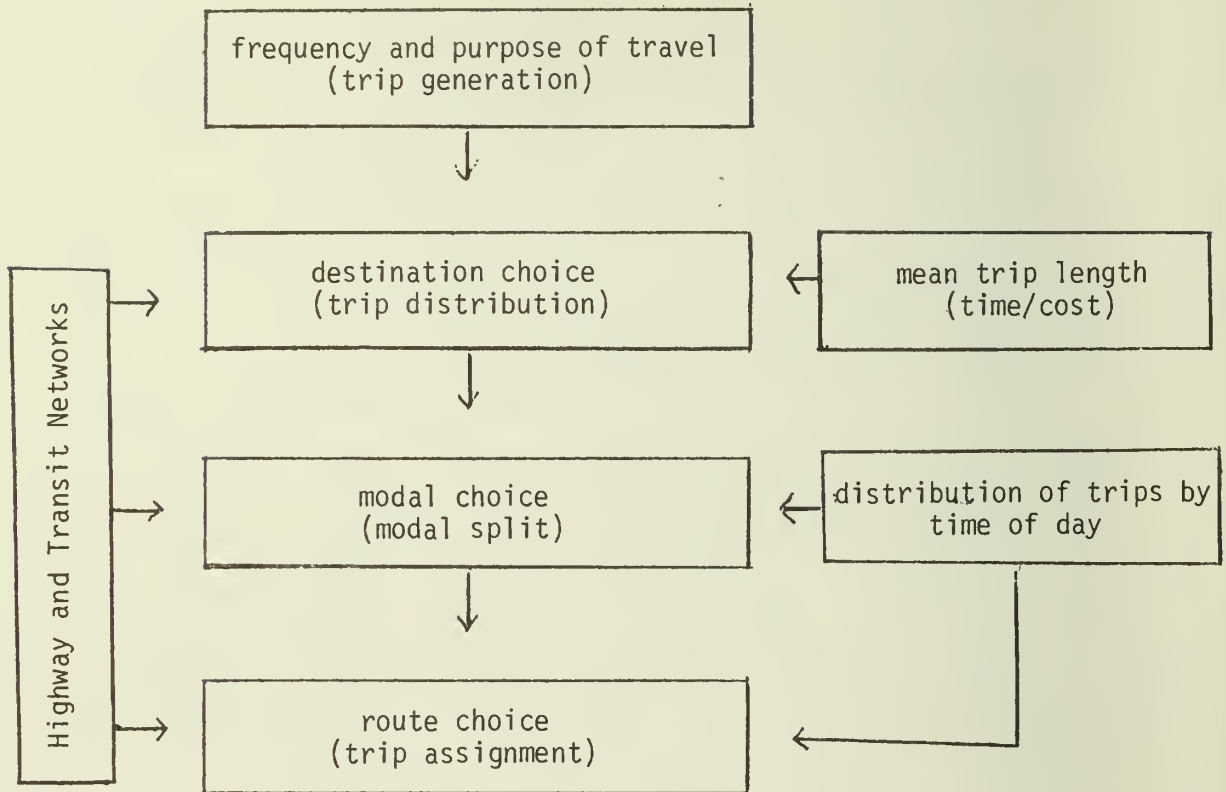 frequency and purpose of travel
(trip generation)
destination choice
(trip distribution)
mean trip length
(time/cost)
Highway and Transit Networks
modal choice
(modal split)
distribution of trips by
time of day
route choice
(trip assignment)